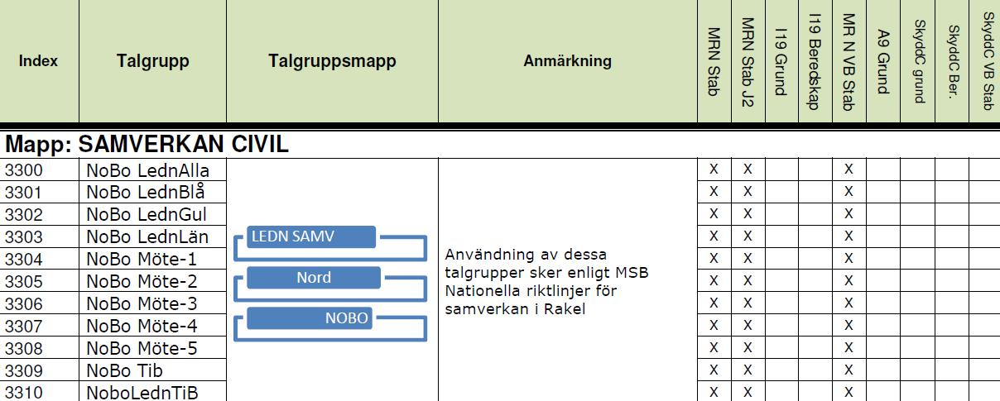 Index Talgrupp Talgruppsmapp Anmärkning MRN Stab MRN Stab J2 I19 Grund I19 Beredskap MR N VB Stab A9 Grund SkyddC grund SkyddC Ber. SkyddC VB Stab
Mapp: SAMVERKAN CIVIL
3300 NoBo LednAlla X X X
3301 NoBo LednBlå X X X
3302 NoBo LednGul X X X
3303 NoBo LednLän X X X
3304 NoBo Möte-1 X X X
3305 NoBo Möte-2 X X X
3306 NoBo Möte-3 X X X
3307 NoBo Möte-4 X X X
3308 NoBo Möte-5 X X X
3309 NoBo Tib X X X
3310 NoboLednTiB X X X
LEDN SAMV
Nord
NOBO
Användning av dessa
talgrupper sker enligt MSB
Nationella riktlinjer för
samverkan i Rakel